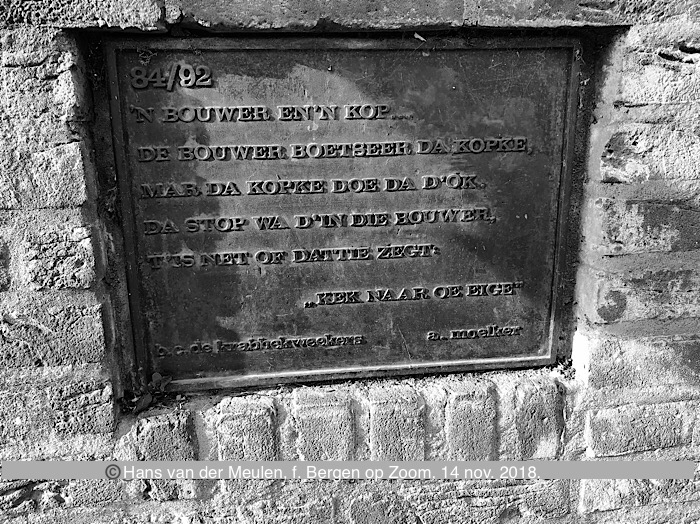 84/92
'N BOUWER EN'N KOP....
DE BOUWER BOETSEER DA KOPKE,
MAR DA KOPKE DOE DA D'ÓK.
DA STOP WA D'IN DIE BOUWER,
'T IS NET OF DATTIE ZEGT:
„KEK NAAR OE EIGE"
b.c. de krabbekweekers a. moelker
©Hans van der Meulen, f. Bergen op Zoom. 14 nov. 2018.